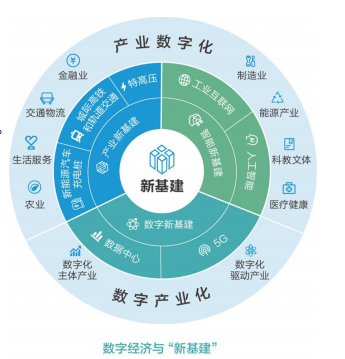 产业数字化
金融业
制造业
交通物流
能源产业
生活服务
科教文体
农业
医疗健康
特高压
城际高铁
和轨道交通
新能源汽车
充电桩
工业互联网
人工智能
智能新基建
新基建
数字新基建
数据中心
5G
数字化
主体产业
数字化
驱动产业
数字产业化
数字经济与“新基建”